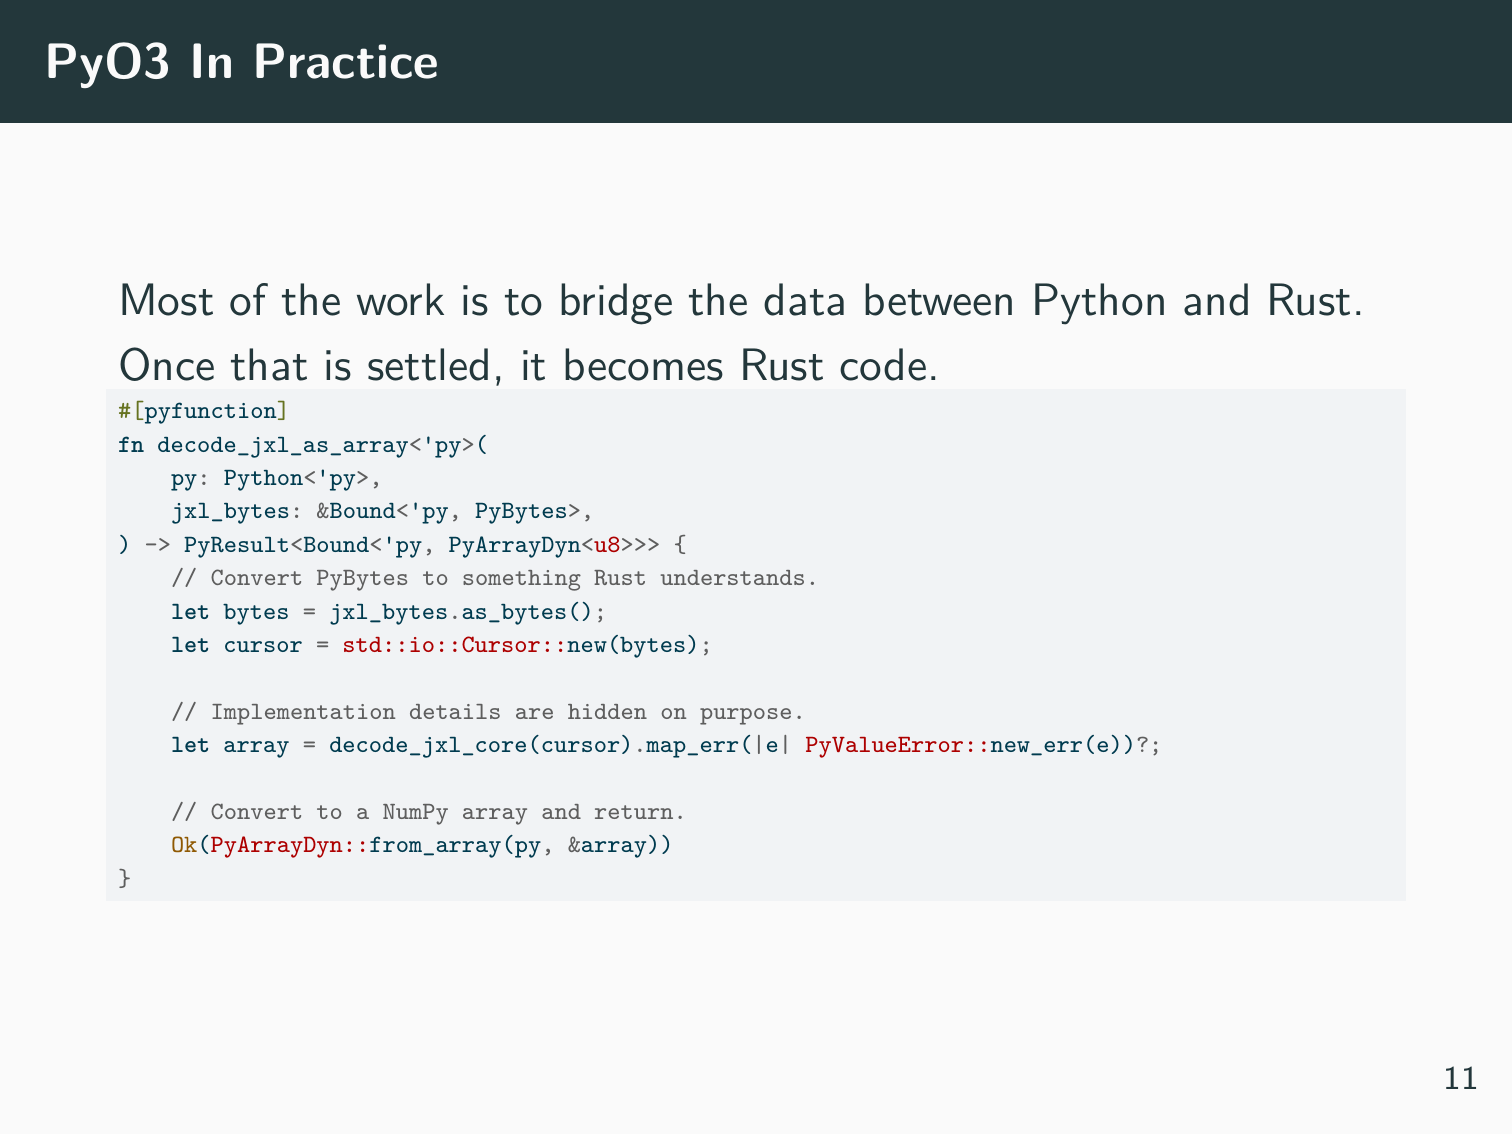 PyO3 In Practice
Most of the work is to bridge the data between Python and Rust.
Once that is settled, it becomes Rust code.
#[pyfunction]
fn decode_jxl_as_array<'py>(
    py: Python<'py>,
    jxl_bytes: &Bound<'py, PyBytes>,
) -> PyResult<Bound<'py, PyArrayDyn<u8>>> {
    // Convert PyBytes to something Rust understands.
    let bytes = jxl_bytes.as_bytes();
    let cursor = std::io::Cursor::new(bytes);
    // Implementation details are hidden on purpose.
    let array = decode_jxl_core(cursor).map_err(|e| PyValueError::new_err(e))?;
    // Convert to a NumPy array and return.
    Ok(PyArrayDyn::from_array(py, &array))
}
11